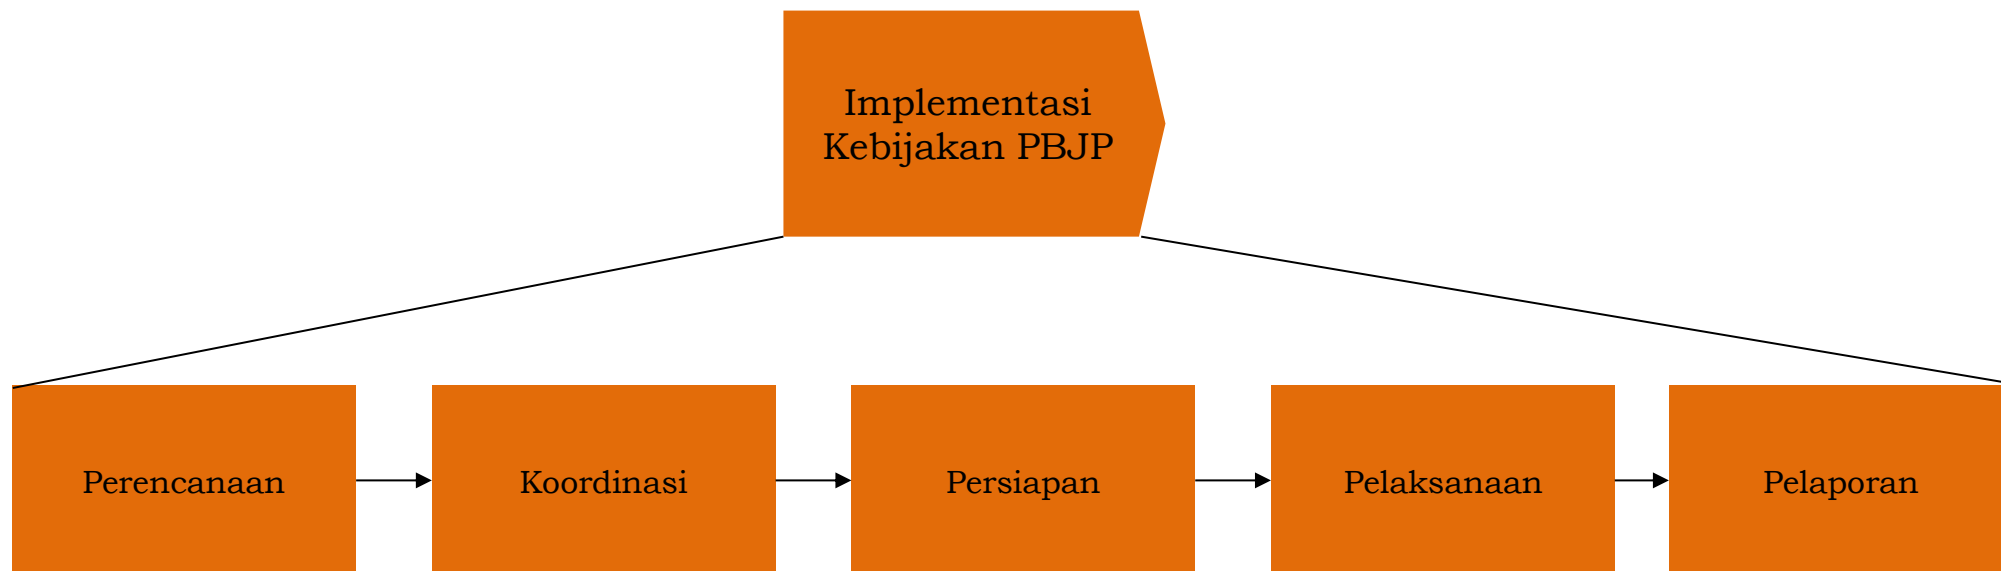 Implementasi
Kebijakan PBJP
Perencanaan
Koordinasi
Persiapan
Pelaksanaan
Pelaporan